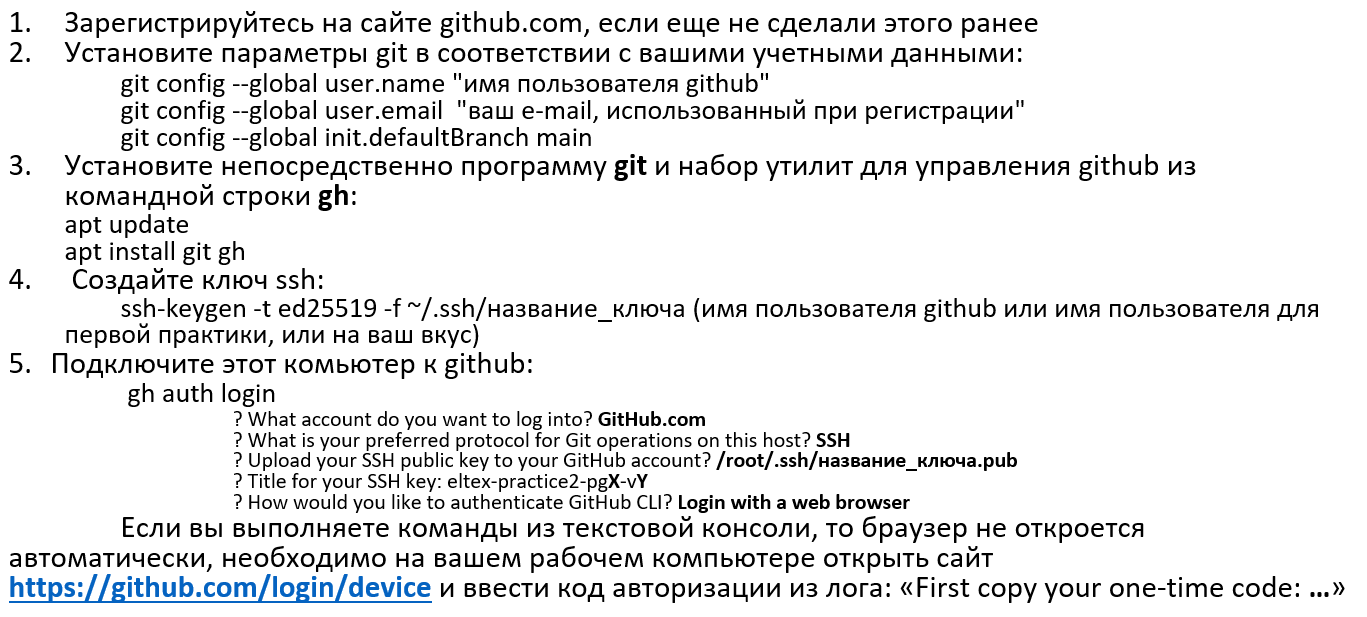 1. Зарегистрируйтесь на сайте github.com, если еще не сделали этого ранее
2. Установите параметры git в соответствии с вашими учетными данными:
git config --global user.name "имя пользователя github"
git config --global user.email "ваш e-mail, использованный при регистрации"
git config --global init.defaultBranch main
3. Установите непосредственно программу git и набор утилит для управления github из
командной строки gh:
apt update
apt install git gh
4. Создайте ключ ssh:
ssh-keygen -t ed25519 -f ~/.ssh/название_ключа (имя пользователя github или имя пользователя для
первой практики, или на ваш вкус)
5. Подключите этот комьютер к github:
gh auth login
? What account do you want to log into? GitHub.com
? What is your preferred protocol for Git operations on this host? SSH
? Upload your SSH public key to your GitHub account? /root/.ssh/название_ключа.pub
? Title for your SSH key: eltex-practice2-pgX-vY
? How would you like to authenticate GitHub CLI? Login with a web browser
Если вы выполняете команды из текстовой консоли, то браузер не откроется
автоматически, необходимо на вашем рабочем компьютере открыть сайт
https://github.com/login/device и ввести код авторизации из лога: «First copy your one-time code: ...»